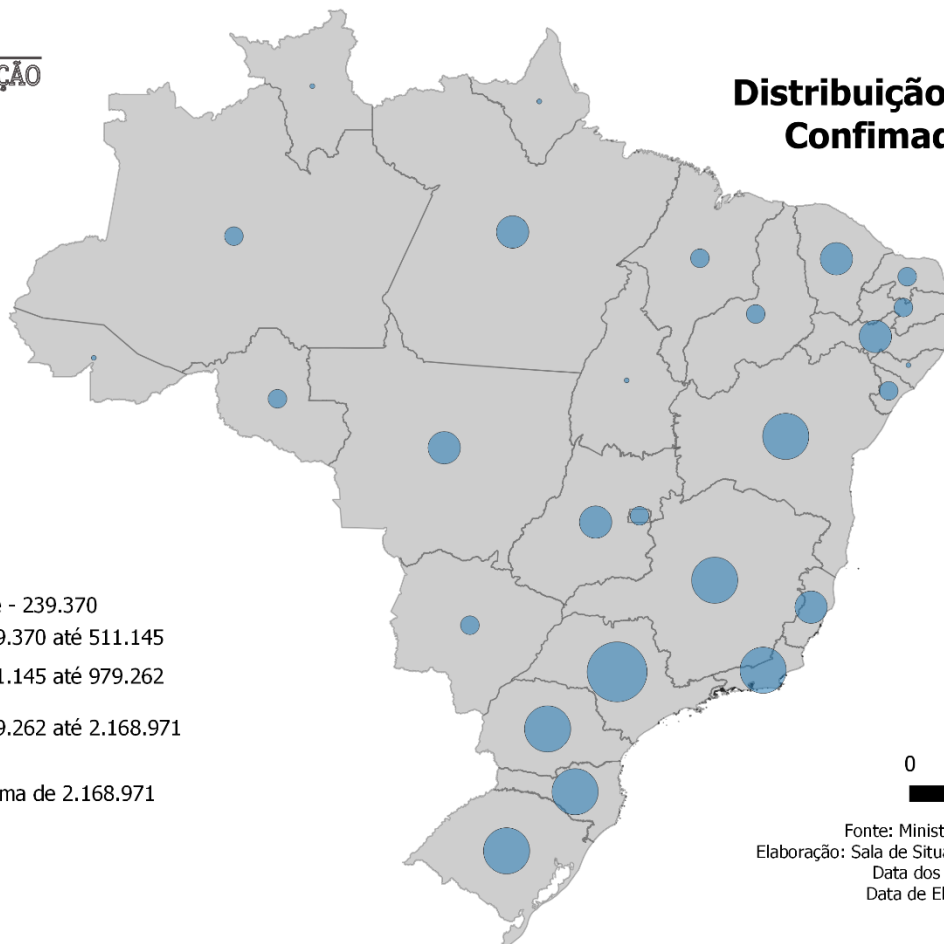 ÇÃO
Distribuição
Confimad
- 239.370
9.370 até 511.145
1.145 até 979.262
9.262 até 2.168.971
ma de 2.168.971
0
Fonte: Minist
Elaboração: Sala de Situa
Data dos
Data de El